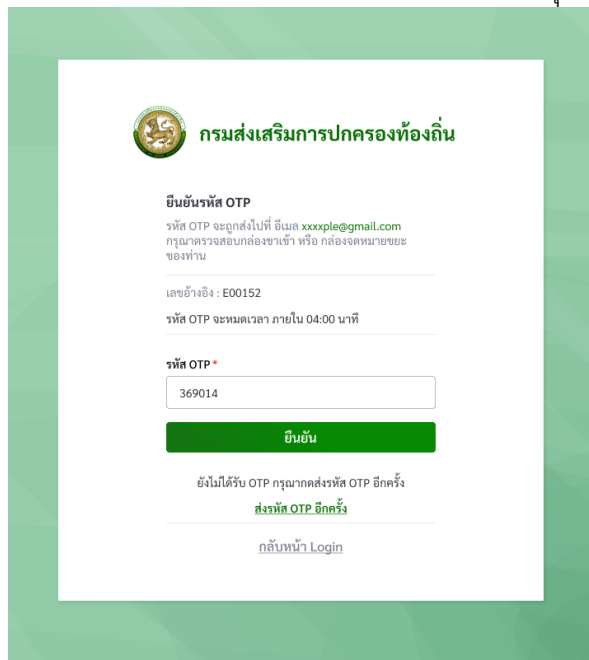 กรมส่งเสริมการปกครองท้องถิ่น
ยืนยันรหัส OTP
รหัส OTP จะถูกส่งไปที่ อีเมล xxxxple@gmail.com
กรุณาตรวจสอบกล่องขาเข้า หรือ กล่องจดหมายขยะ
ของท่าน
เลขอ้างอิง : E00152
รหัส OTP จะหมดเวลา ภายใน 04:00 นาที
รหัส OTP *
369014
ยืนยัน
ยังไม่ได้รับ OTP กรุณากดส่งรหัส OTP อีกครั้ง
ส่งรหัส OTP อีกครั้ง
กลับหน้า Login